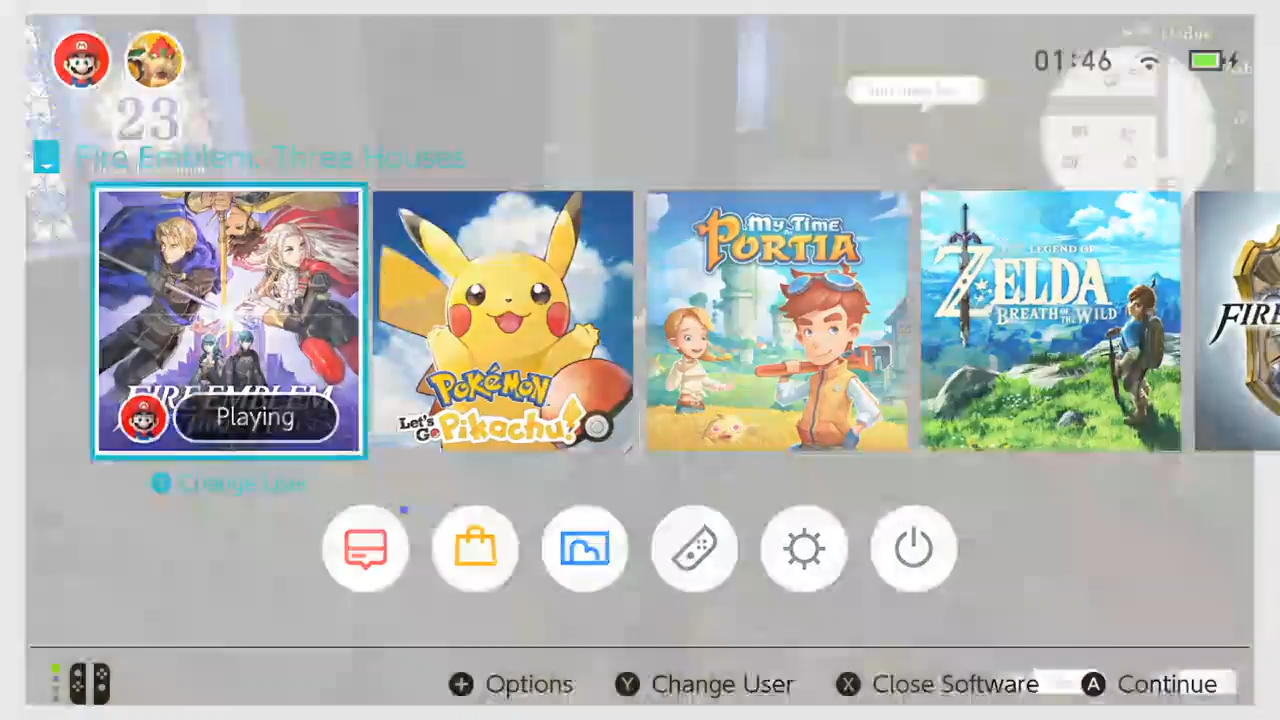 01:46
23
Fire Emblem: Three Houses
FIRE EMBLEM
Playing
POKÉMON
Let's Go Pikachu!
My Time
PORTIA
THE LEGEND OF
ZELDA
BREATH OF THE WILD
FIRE
Change User
Options
Change User
Close Software
Continue